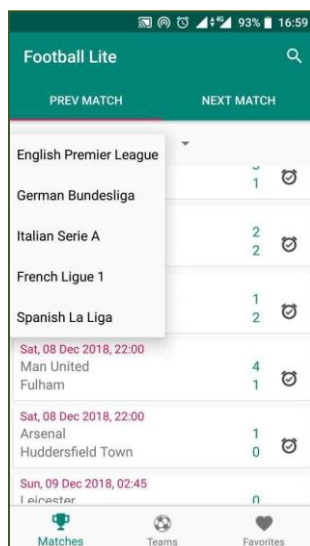 4G 93% 16:59
Football Lite
PREV MATCH NEXT MATCH
English Premier League
1
German Bundesliga
Italian Serie A 2
2
French Ligue 1
1
Spanish La Liga 2
Sat, 08 Dec 2018, 22:00
Man United 4
Fulham 1
Sat, 08 Dec 2018, 22:00
Arsenal 1
Huddersfield Town 0
Sun, 09 Dec 2018, 02:45
Leicester 0
Matches Teams Favorites